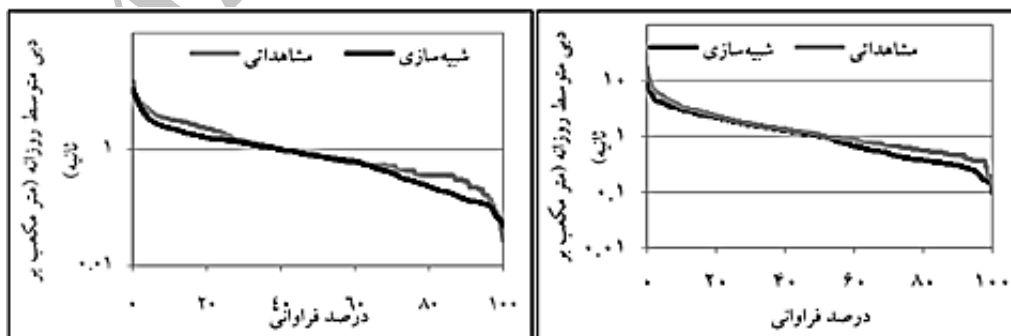 مشاهداتی شبیه‌سازی
دبی متوسط روزانه (متر مکعب بر
ثانیه)
۱
۰.۰۱
۰ ۲۰ ۴۰ ۶۰ ۸۰ ۱۰۰
درصد فراوانی
شبیه‌سازی مشاهداتی
دبی متوسط روزانه (متر مکعب بر
ثانیه)
۱۰
۱
۰.۱
۰.۰۱
۰ ۲۰ ۴۰ ۶۰ ۸۰ ۱۰۰
درصد فراوانی